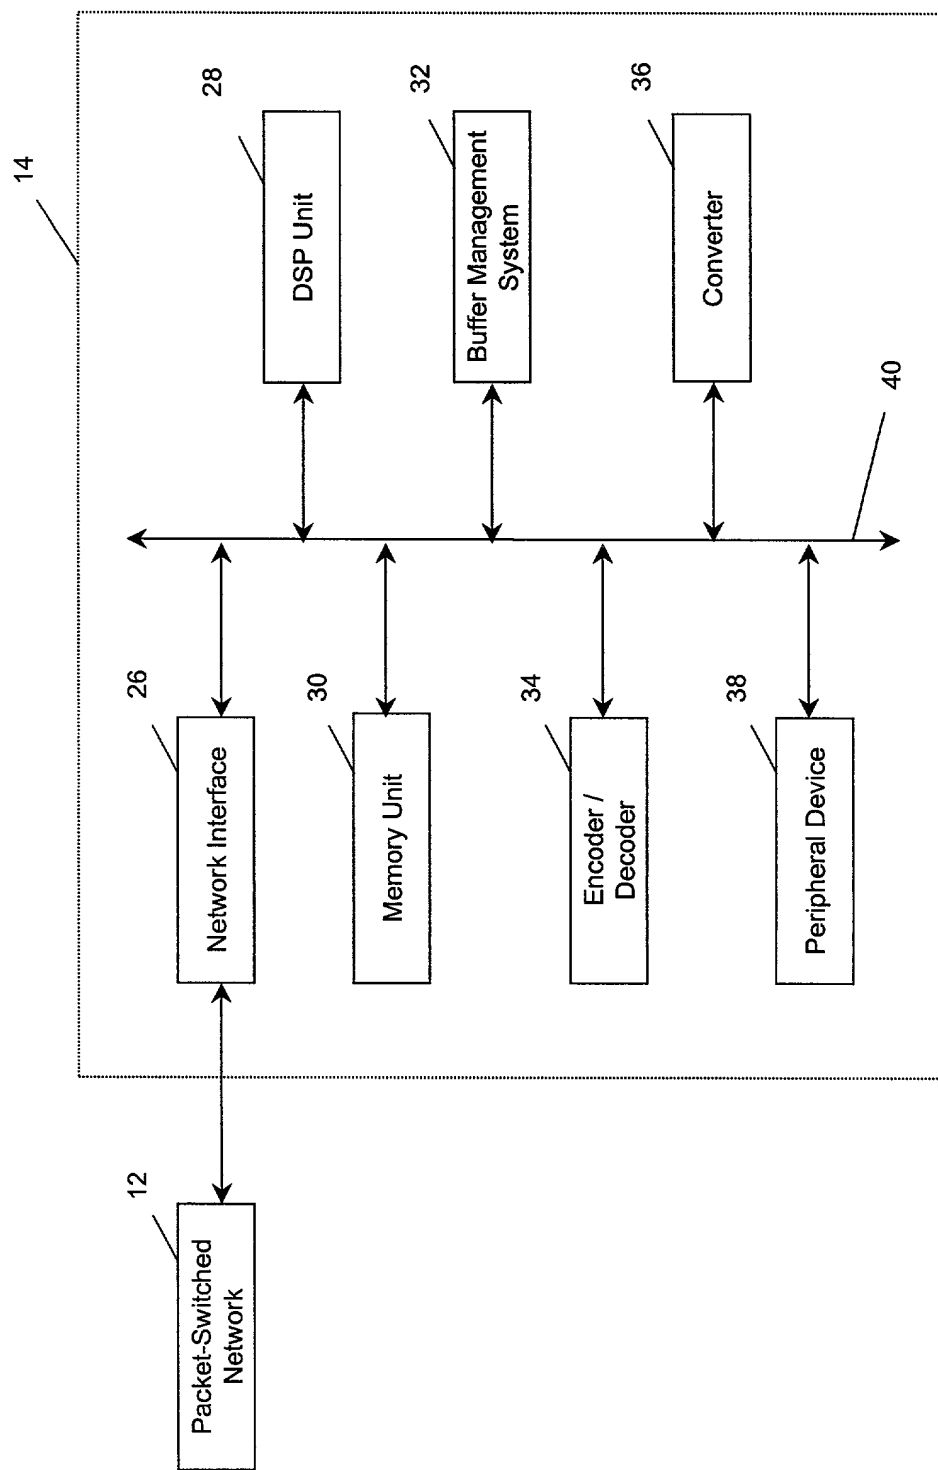 14
28
DSP Unit
32
Buffer Management
System
36
Converter
40
26
Network Interface
30
Memory Unit
34
Encoder /
Decoder
38
Peripheral Device
12
Packet-Switched
Network